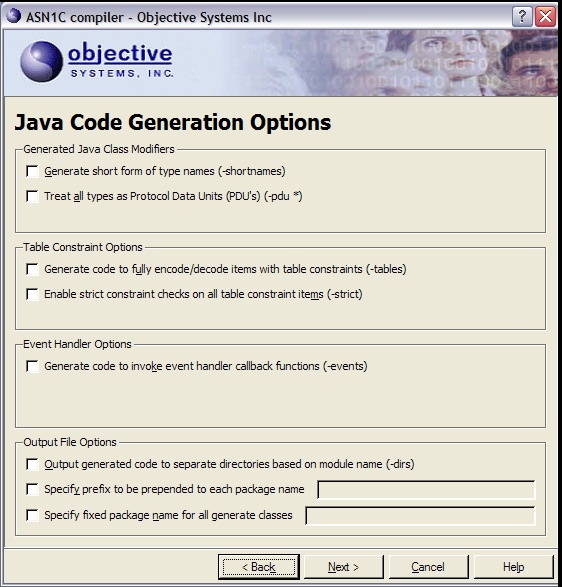 ASN1C compiler - Objective Systems Inc
objective
SYSTEMS, INC.
Java Code Generation Options
Generated Java Class Modifiers
Generate short form of type names (-shortnames)
Treat all types as Protocol Data Units (PDU's) (-pdu *)
Table Constraint Options
Generate code to fully encode/decode items with table constraints (-tables)
Enable strict constraint checks on all table constraint items (-strict)
Event Handler Options
Generate code to invoke event handler callback functions (-events)
Output File Options
Output generated code to separate directories based on module name (-dirs)
Specify prefix to be prepended to each package name
Specify fixed package name for all generate classes
< Back Next > Cancel Help